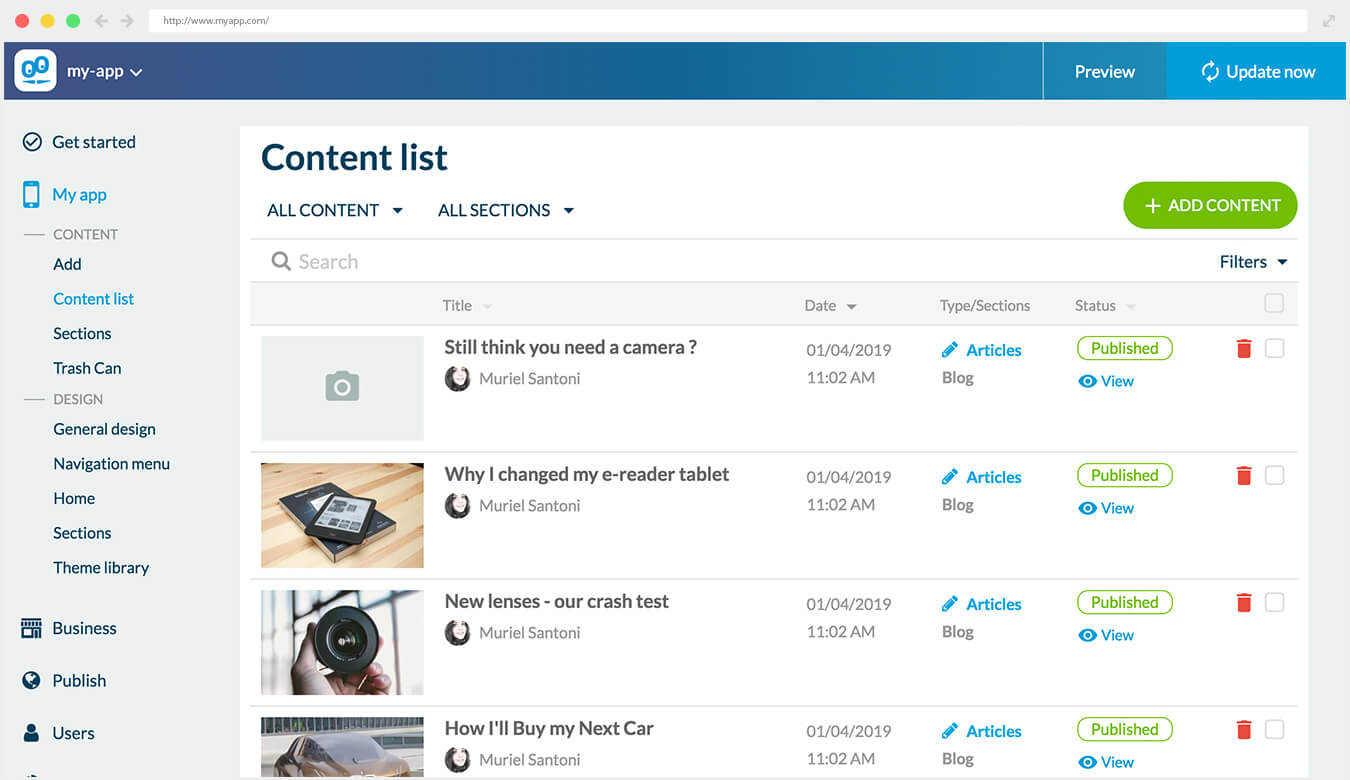 http://www.myapp.com/
my-app
Preview
Update now
Get started
My app
CONTENT
Add
Content list
Sections
Trash Can
DESIGN
General design
Navigation menu
Home
Sections
Theme library
Business
Publish
Users
Content list
ALL CONTENT
ALL SECTIONS
+ ADD CONTENT
Search
Filters
Title Date Type/Sections Status
Still think you need a camera ? 01/04/2019 Articles Published
Muriel Santoni 11:02 AM Blog View
Why I changed my e-reader tablet 01/04/2019 Articles Published
Muriel Santoni 11:02 AM Blog View
New lenses - our crash test 01/04/2019 Articles Published
Muriel Santoni 11:02 AM Blog View
How I'll Buy my Next Car 01/04/2019 Articles Published
Muriel Santoni 11:02 AM Blog View